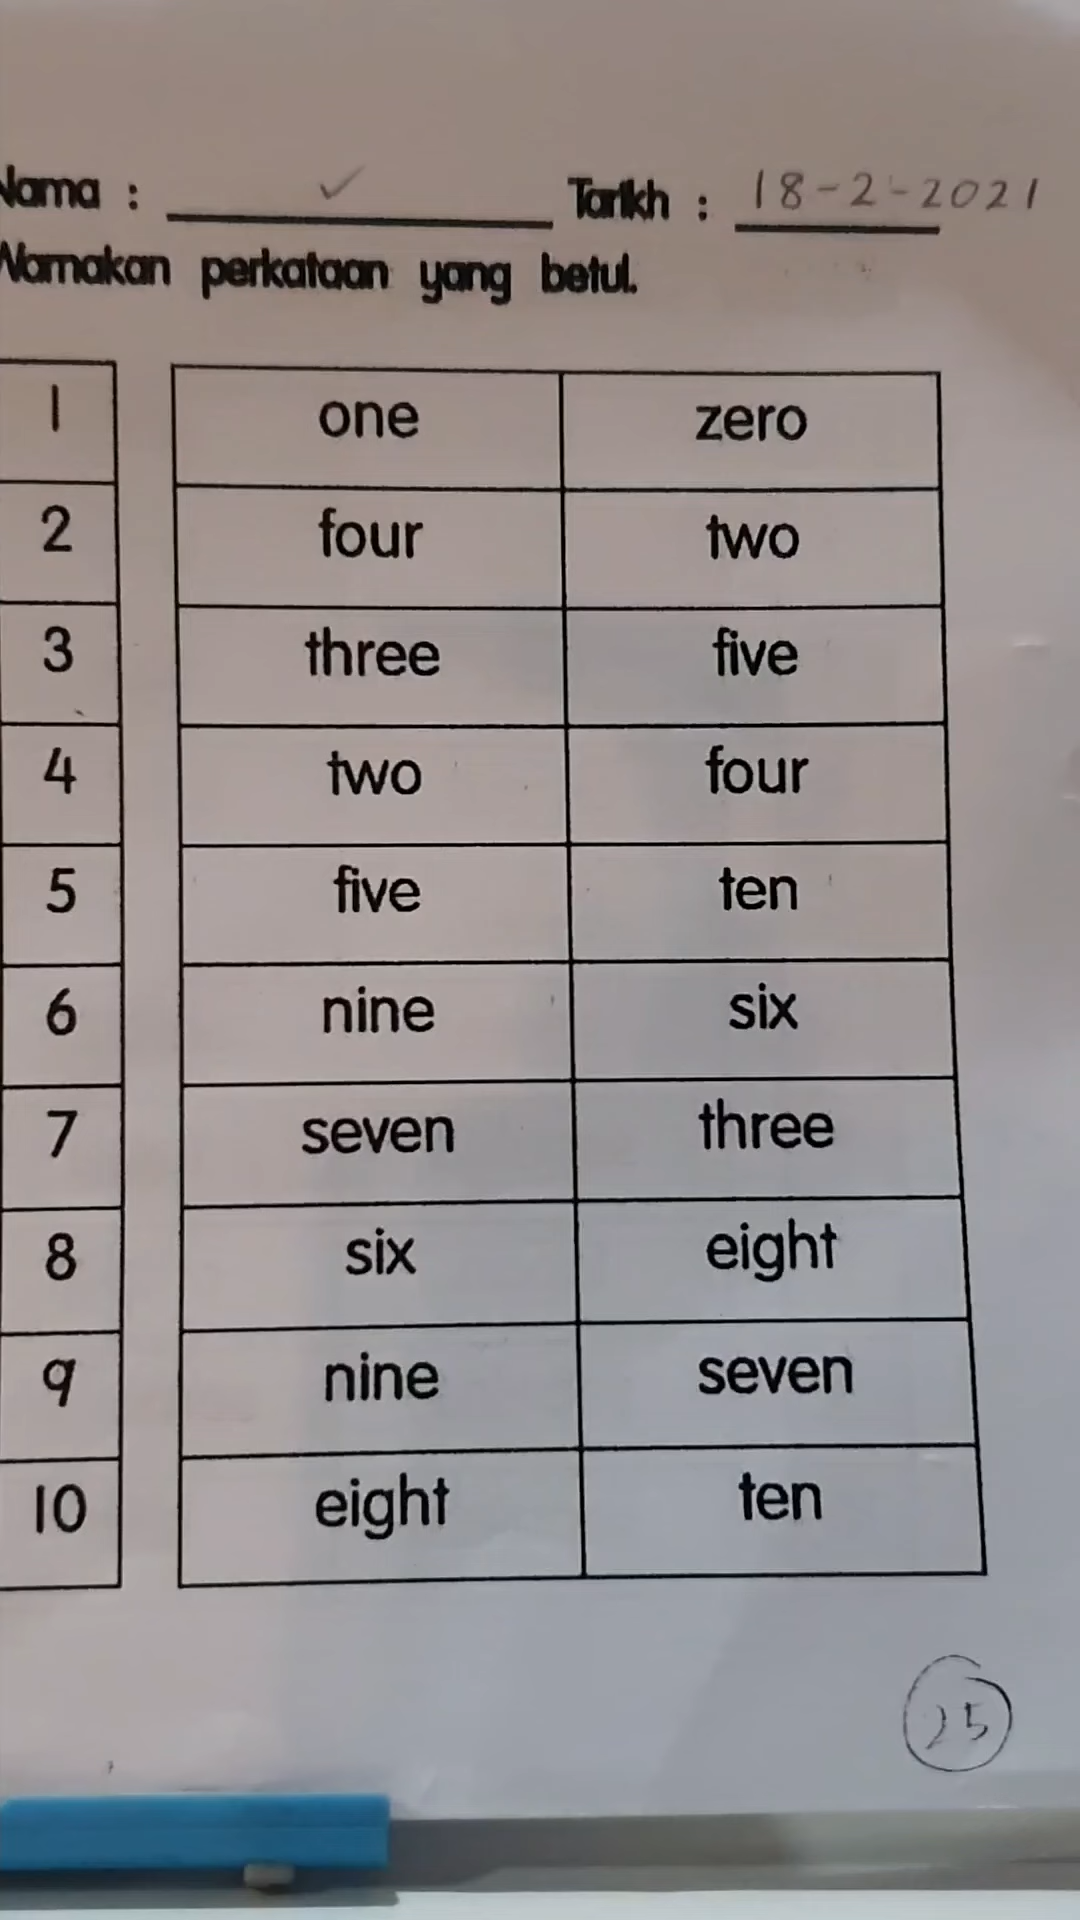 Nama : ✓ Tarikh : 18-2-2021
Namakan perkataan yang betul.
1 one zero
2 four two
3 three five
4 two four
5 five ten
6 nine six
7 seven three
8 six eight
9 nine seven
10 eight ten
25